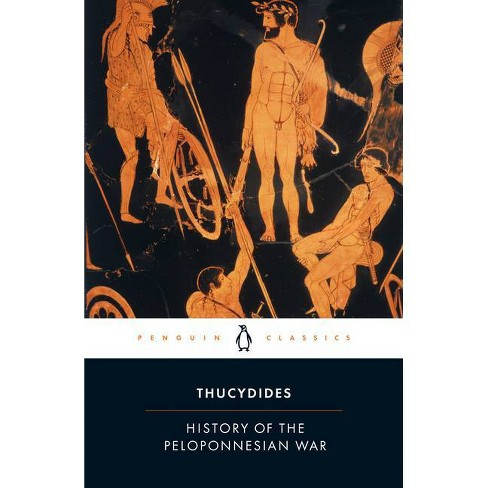 PENGUIN CLASSICS
THUCYDIDES
HISTORY OF THE
PELOPONNESIAN WAR